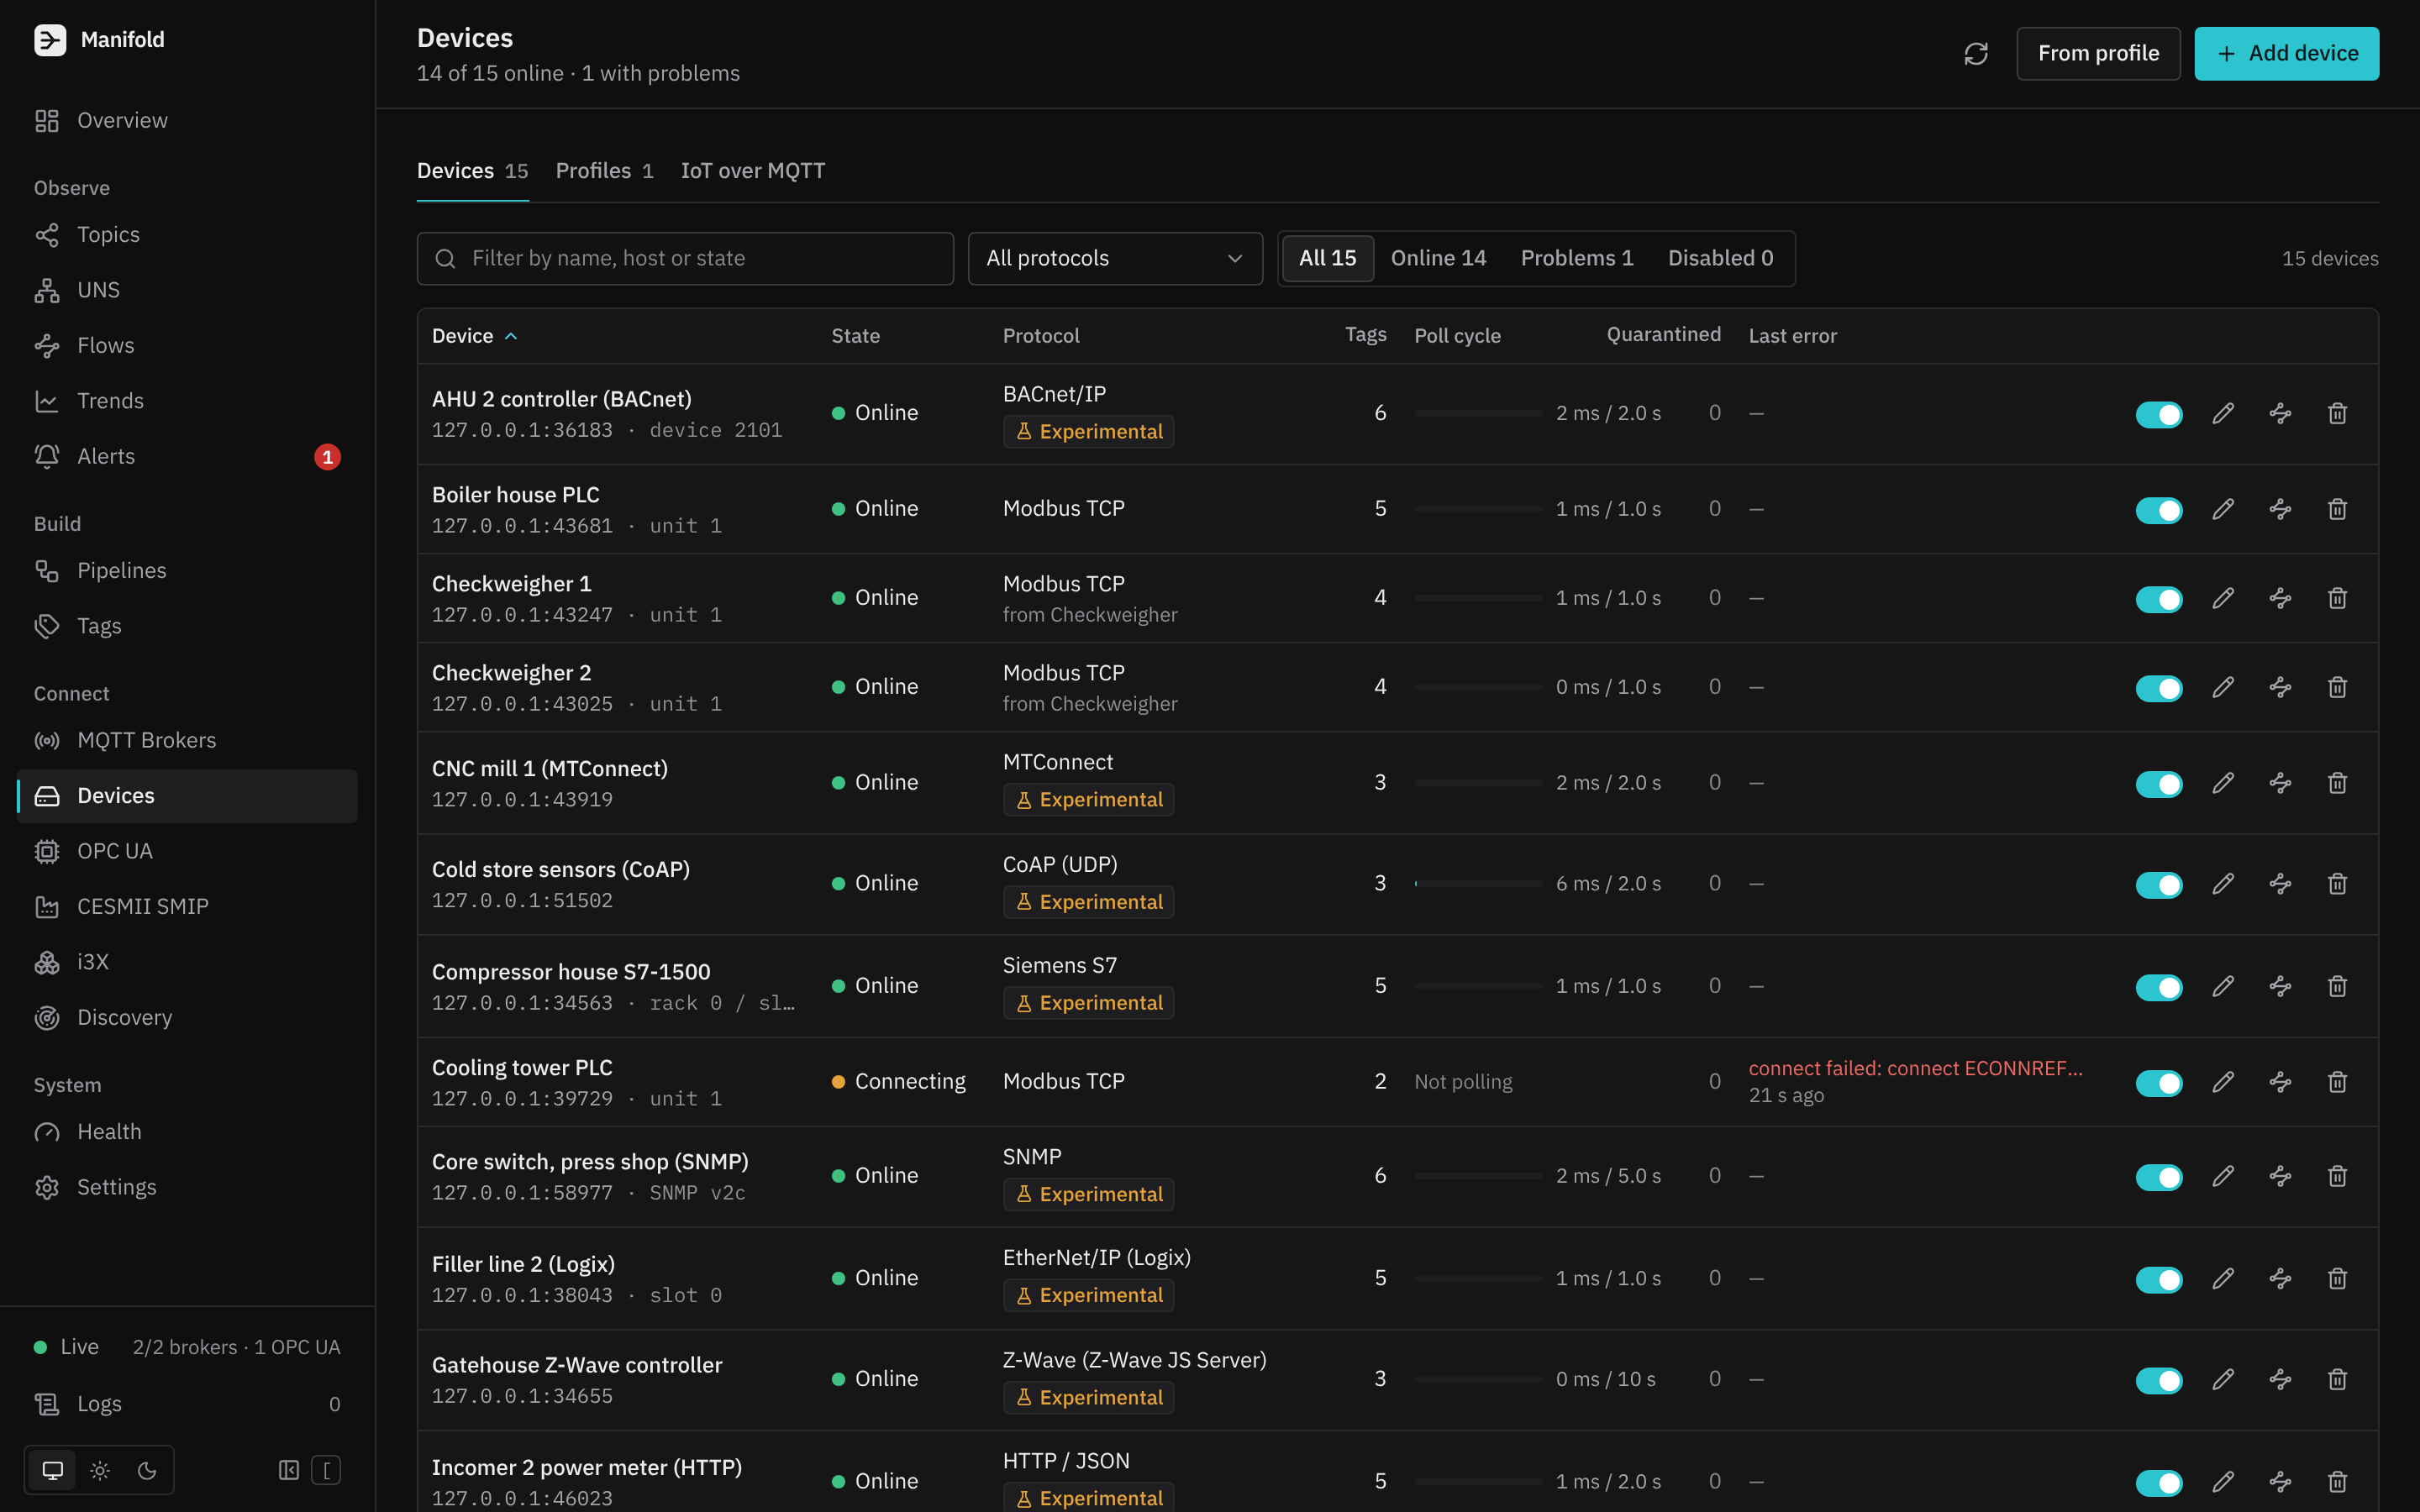 Manifold
Overview
Observe
Topics
UNS
Flows
Trends
Alerts 1
Build
Pipelines
Tags
Connect
MQTT Brokers
Devices
OPC UA
CESMII SMIP
i3X
Discovery
System
Health
Settings
Live 2/2 brokers · 1 OPC UA
Logs 0
[
Devices
14 of 15 online · 1 with problems
From profile
+ Add device
Devices 15 Profiles 1 IoT over MQTT
Filter by name, host or state
All protocols
All 15 Online 14 Problems 1 Disabled 0
15 devices
Device State Protocol Tags Poll cycle Quarantined Last error
AHU 2 controller (BACnet)
127.0.0.1:36183 · device 2101
Online
BACnet/IP
Experimental
6 2 ms / 2.0 s 0 —
Boiler house PLC
127.0.0.1:43681 · unit 1
Online
Modbus TCP
5 1 ms / 1.0 s 0 —
Checkweigher 1
127.0.0.1:43247 · unit 1
Online
Modbus TCP
from Checkweigher
4 1 ms / 1.0 s 0 —
Checkweigher 2
127.0.0.1:43025 · unit 1
Online
Modbus TCP
from Checkweigher
4 0 ms / 1.0 s 0 —
CNC mill 1 (MTConnect)
127.0.0.1:43919
Online
MTConnect
Experimental
3 2 ms / 2.0 s 0 —
Cold store sensors (CoAP)
127.0.0.1:51502
Online
CoAP (UDP)
Experimental
3 6 ms / 2.0 s 0 —
Compressor house S7-1500
127.0.0.1:34563 · rack 0 / sl…
Online
Siemens S7
Experimental
5 1 ms / 1.0 s 0 —
Cooling tower PLC
127.0.0.1:39729 · unit 1
Connecting
Modbus TCP
2 Not polling 0
connect failed: connect ECONNREF…
21 s ago
Core switch, press shop (SNMP)
127.0.0.1:58977 · SNMP v2c
Online
SNMP
Experimental
6 2 ms / 5.0 s 0 —
Filler line 2 (Logix)
127.0.0.1:38043 · slot 0
Online
EtherNet/IP (Logix)
Experimental
5 1 ms / 1.0 s 0 —
Gatehouse Z-Wave controller
127.0.0.1:34655
Online
Z-Wave (Z-Wave JS Server)
Experimental
3 0 ms / 10 s 0 —
Incomer 2 power meter (HTTP)
127.0.0.1:46023
Online
HTTP / JSON
Experimental
5 1 ms / 2.0 s 0 —